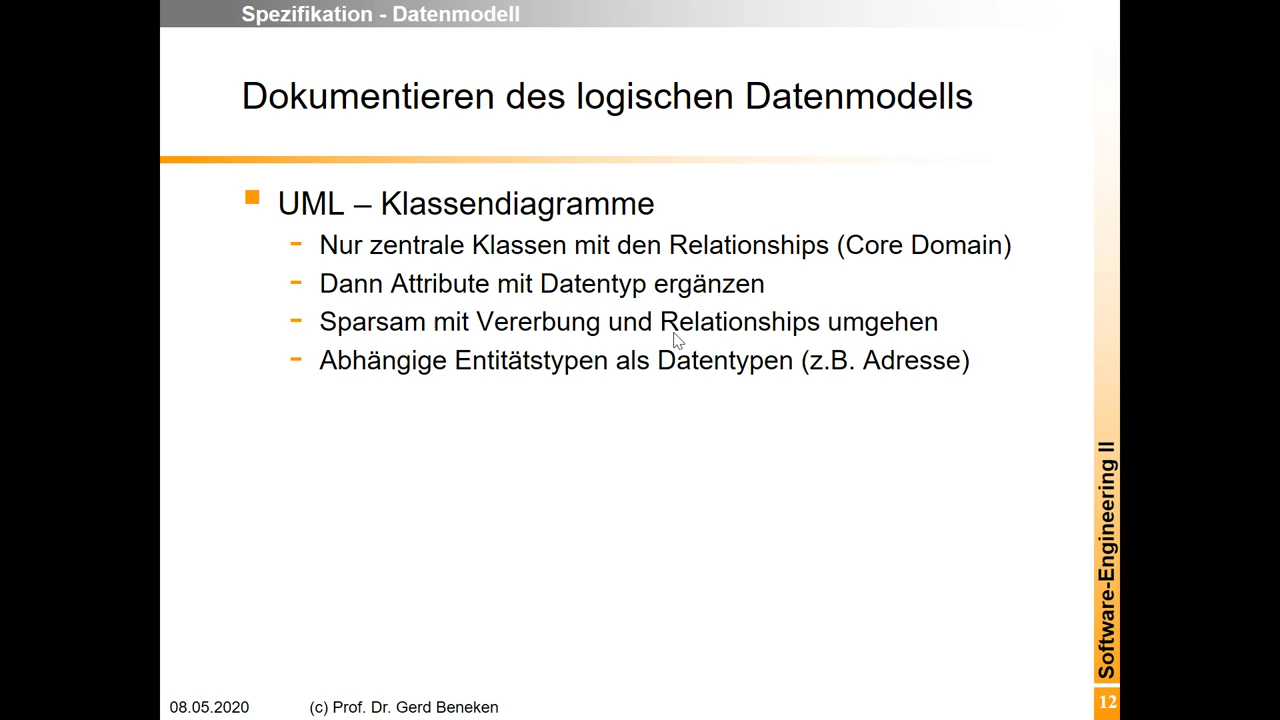 Spezifikation - Datenmodell
Dokumentieren des logischen Datenmodells
UML – Klassendiagramme
Nur zentrale Klassen mit den Relationships (Core Domain)
Dann Attribute mit Datentyp ergänzen
Sparsam mit Vererbung und Relationships umgehen
Abhängige Entitätstypen als Datentypen (z.B. Adresse)
Software-Engineering II
08.05.2020
(c) Prof. Dr. Gerd Beneken
12